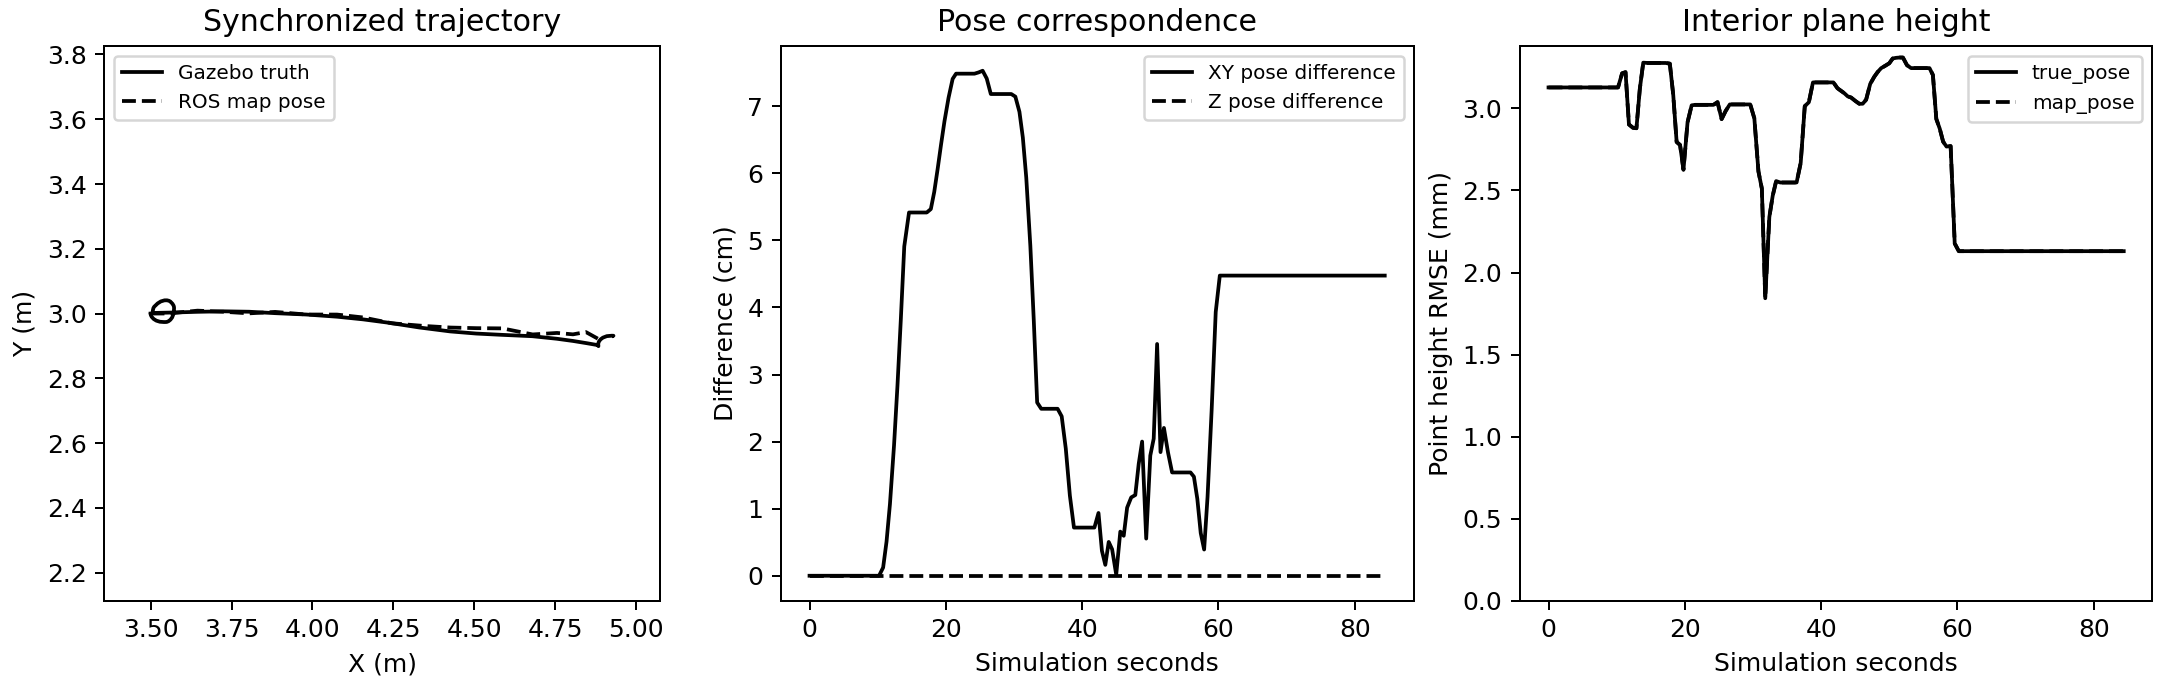 Synchronized trajectory
Gazebo truth
ROS map pose
3.8
3.6
3.4
3.2
3.0
2.8
2.6
2.4
2.2
Y (m)
3.50 3.75 4.00 4.25 4.50 4.75 5.00
X (m)
Pose correspondence
XY pose difference
Z pose difference
7
6
5
4
3
2
1
0
Difference (cm)
0 20 40 60 80
Simulation seconds
Interior plane height
true_pose
map_pose
3.0
2.5
2.0
1.5
1.0
0.5
0.0
Point height RMSE (mm)
0 20 40 60 80
Simulation seconds